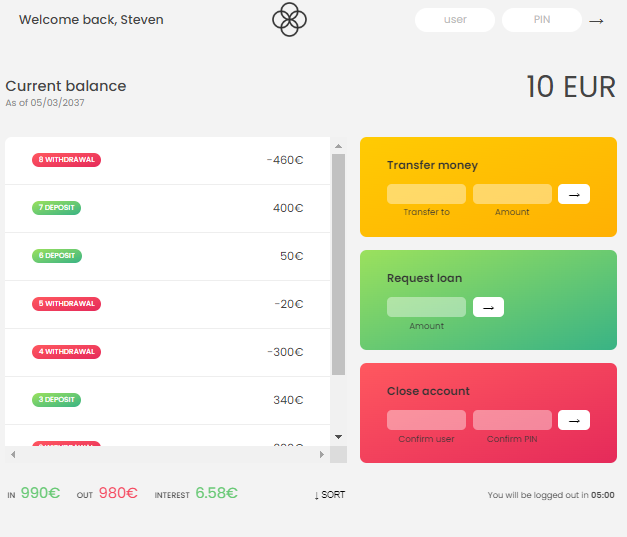 Welcome back, Steven
user
PIN
→
Current balance
As of 05/03/2037
10 EUR
8 WITHDRAWAL -460€
7 DEPOSIT 400€
6 DEPOSIT 50€
5 WITHDRAWAL -20€
4 WITHDRAWAL -300€
3 DEPOSIT 340€
Transfer money
→
Transfer to Amount
Request loan
→
Amount
Close account
→
Confirm user Confirm PIN
IN 990€ OUT 980€ INTEREST 6.58€
↓ SORT
You will be logged out in 05:00